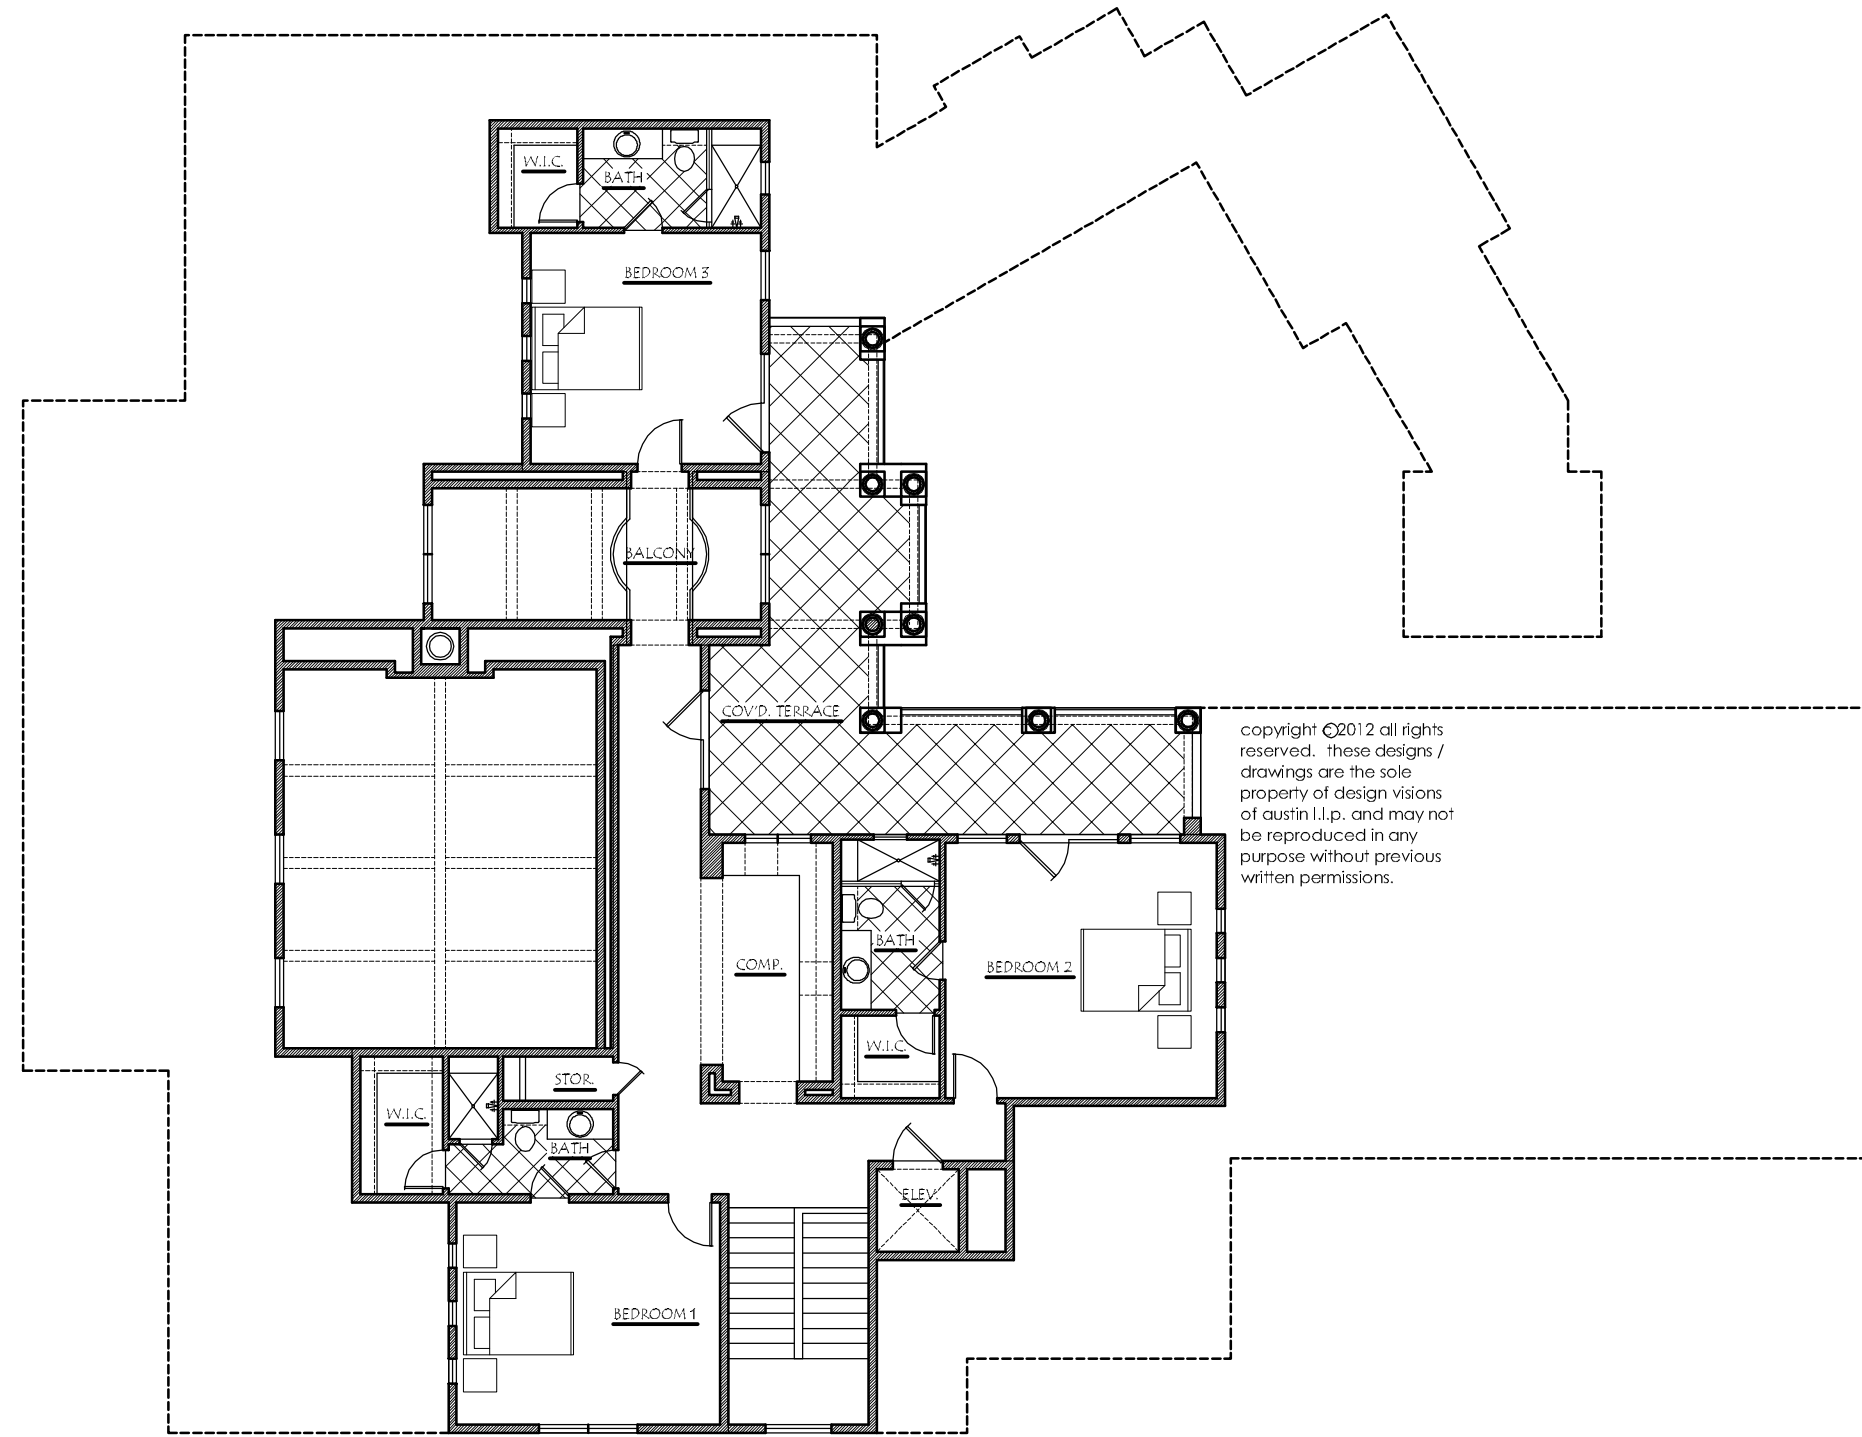 W.I.C.
BATH
BEDROOM 3
BALCONY
COV'D. TERRACE
copyright ©2012 all rights
reserved. these designs /
drawings are the sole
property of design visions
of austin l.l.p. and may not
be reproduced in any
purpose without previous
written permissions.
BATH
COMP.
BEDROOM 2
W.I.C.
STOR.
W.I.C.
BATH
ELEV.
BEDROOM 1